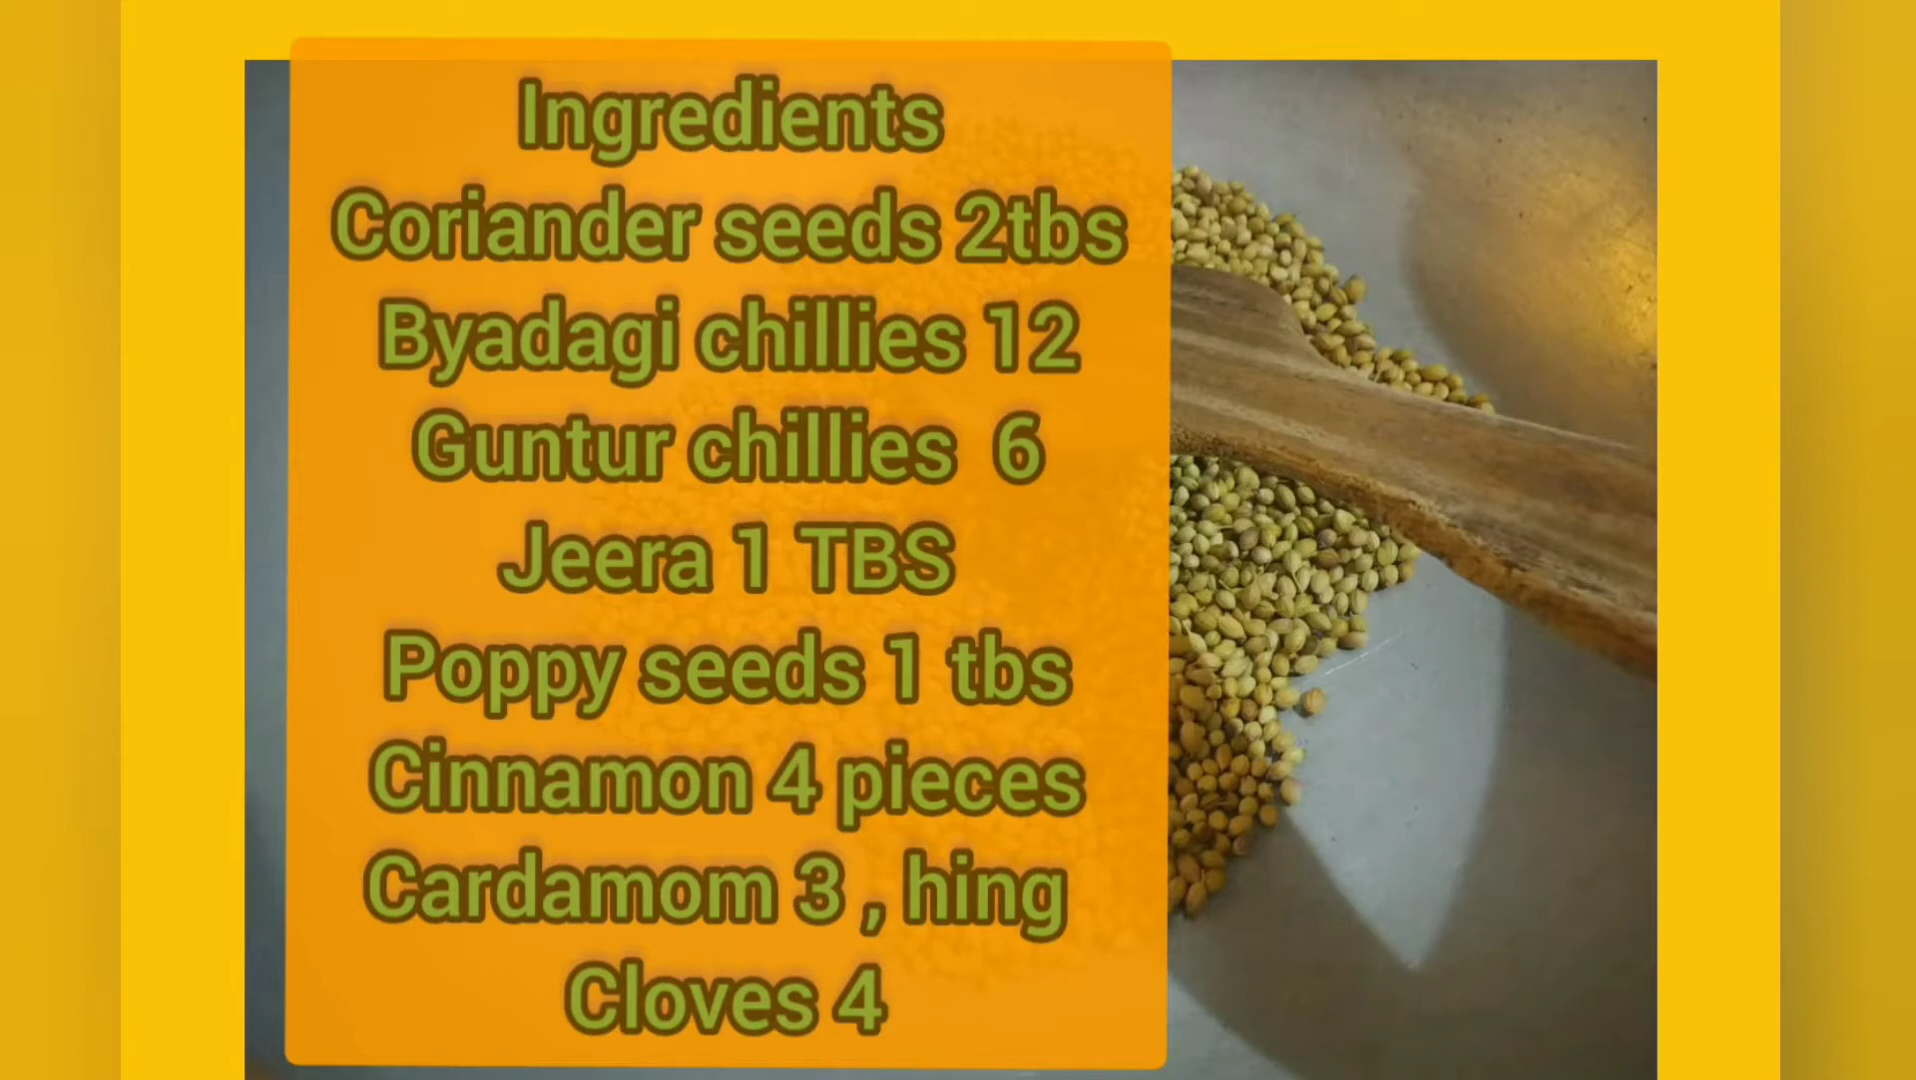 Ingredients
Coriander seeds 2tbs
Byadagi chillies 12
Guntur chillies 6
Jeera 1 TBS
Poppy seeds 1 tbs
Cinnamon 4 pieces
Cardamom 3 , hing
Cloves 4